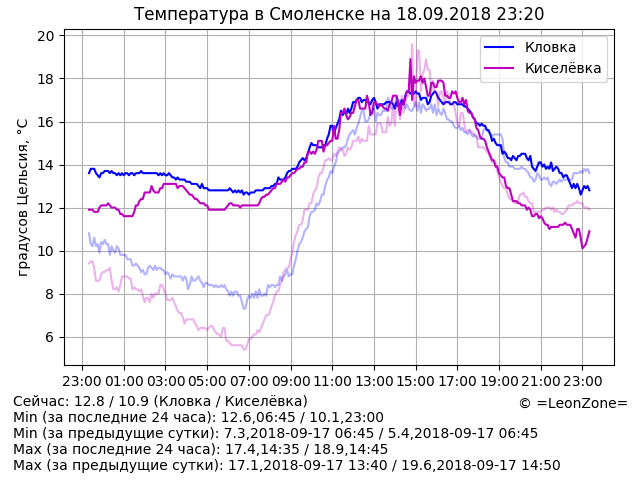 Температура в Смоленске на 18.09.2018 23:20
градусов Цельсия, °C
20
18
16
14
12
10
8
6
Кловка
Киселёвка
23:00 01:00 03:00 05:00 07:00 09:00 11:00 13:00 15:00 17:00 19:00 21:00 23:00
Сейчас: 12.8 / 10.9 (Кловка / Киселёвка)
© =LeonZone=
Min (за последние 24 часа): 12.6,06:45 / 10.1,23:00
Min (за предыдущие сутки): 7.3,2018-09-17 06:45 / 5.4,2018-09-17 06:45
Max (за последние 24 часа): 17.4,14:35 / 18.9,14:45
Max (за предыдущие сутки): 17.1,2018-09-17 13:40 / 19.6,2018-09-17 14:50